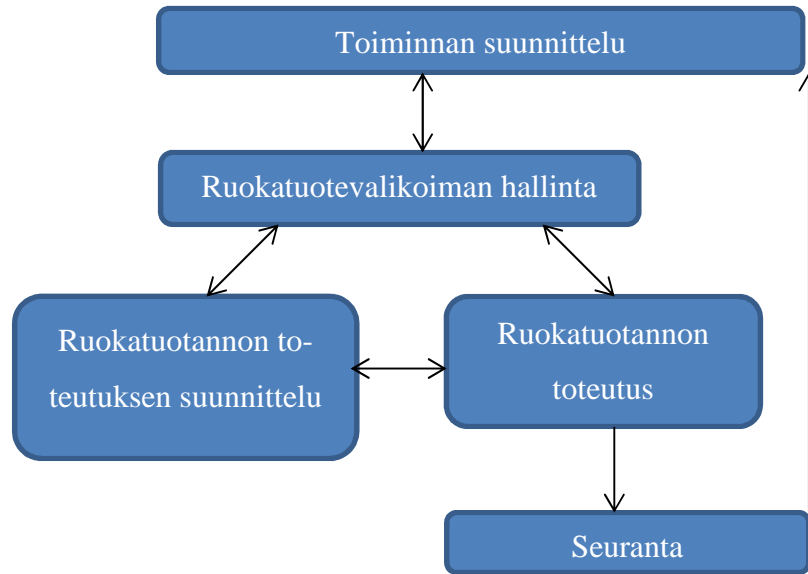 Toiminnan suunnittelu
Ruokatuotevalikoiman hallinta
Ruokatuotannon to-
teutuksen suunnittelu
Ruokatuotannon
toteutus
Seuranta